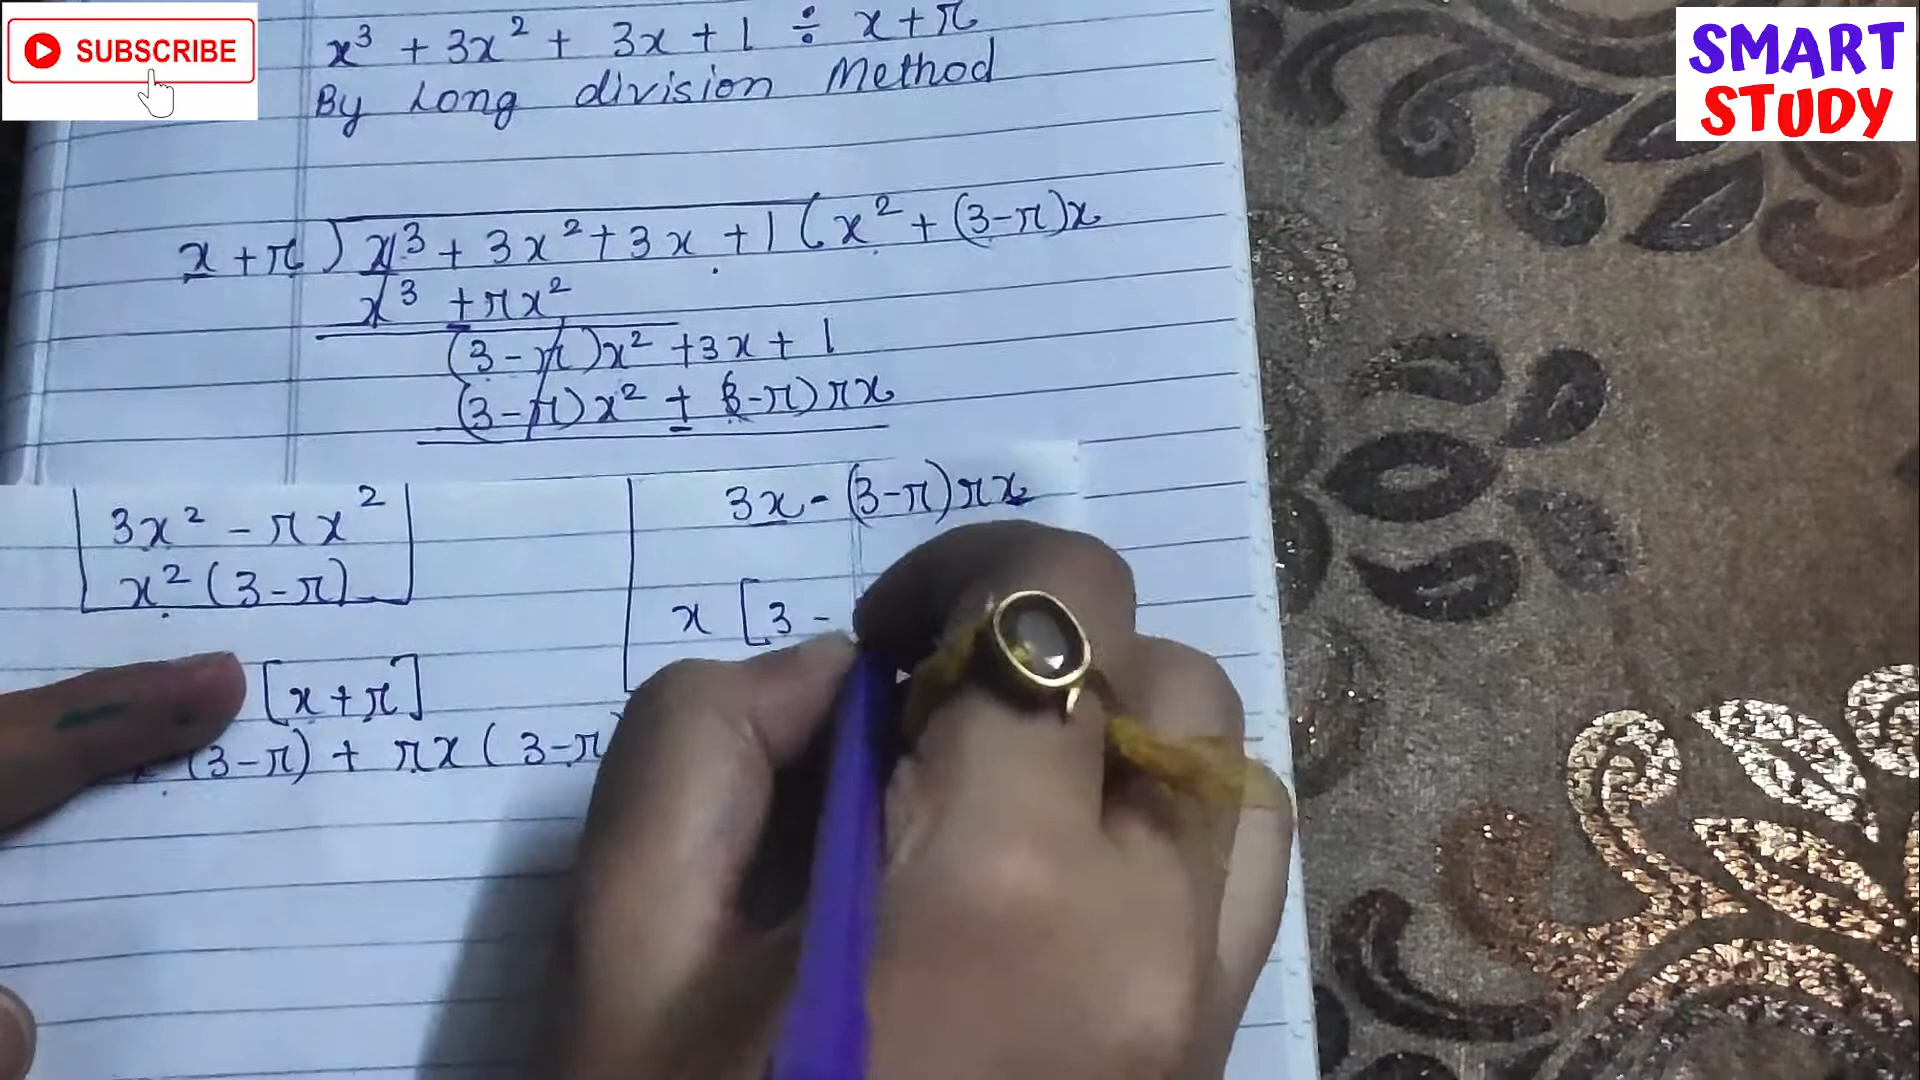 SUBSCRIBE
SMART
STUDY
x³ + 3x² + 3x + 1 ÷ x + π
By Long division Method
x + π ) x³ + 3x² + 3x + 1 ( x² + (3-π)x
x³ + πx²
(3-π)x² + 3x + 1
(3-π)x² + (3-π)πx
3x² - πx²
x² (3-π)
3x - (3-π)πx
x [3 -
[x + π]
(3-π) + πx (3-π